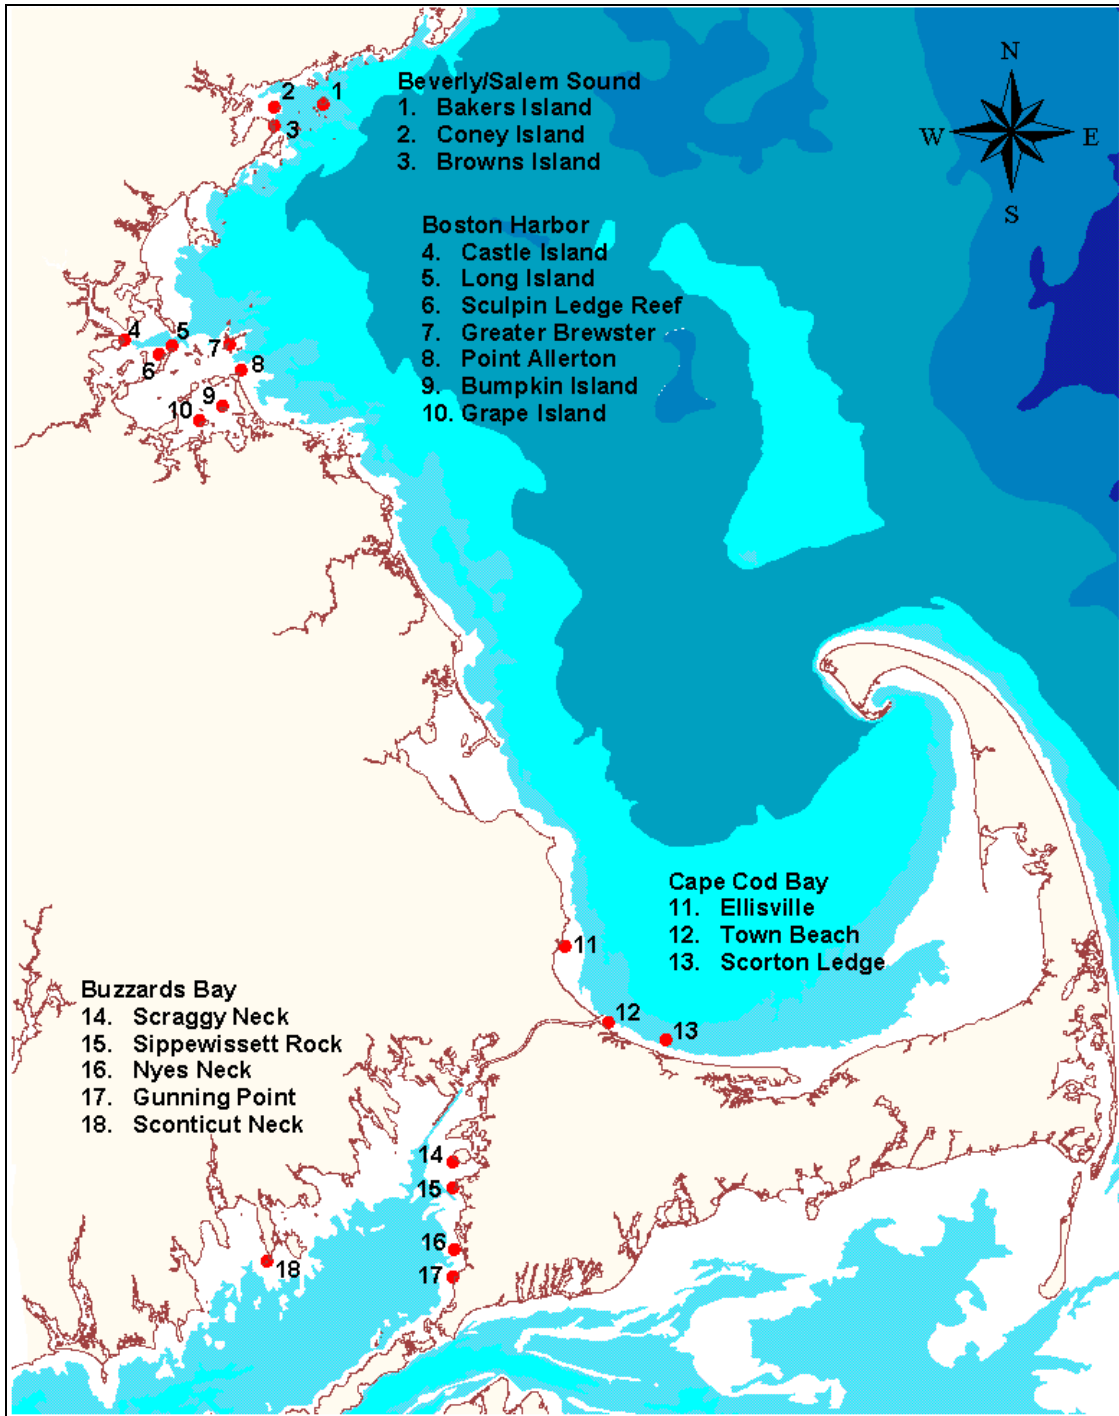 N
W E
S
2 1
3
Beverly/Salem Sound
1. Bakers Island
2. Coney Island
3. Browns Island
Boston Harbor
4. Castle Island
5. Long Island
6. Sculpin Ledge Reef
7. Greater Brewster
8. Point Allerton
9. Bumpkin Island
10. Grape Island
4 5
7
6 8
9
10
Cape Cod Bay
11. Ellisville
12. Town Beach
13. Scorton Ledge
11
12
13
Buzzards Bay
14. Scraggy Neck
15. Sippewissett Rock
16. Nyes Neck
17. Gunning Point
18. Sconticut Neck
14
15
16
18
17